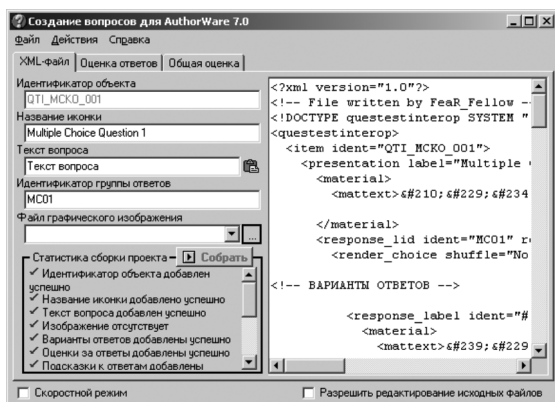 Создание вопросов для AuthorWare 7.0
Файл Действия Справка
XML-файл Оценка ответов Общая оценка
Идентификатор объекта
QTI_MCKO_001
Название иконки
Multiple Choice Question 1
Текст вопроса
Текст вопроса
Идентификатор группы ответов
MC01
Файл графического изображения
...
Статистика сборки проекта
Собрать
Идентификатор объекта добавлен
успешно
Название иконки добавлено успешно
Текст вопроса добавлен успешно
Изображение отсутствует
Варианты ответов добавлены успешно
Оценки за ответы добавлены успешно
Подсказки к ответам добавлены
<?xml version="1.0"?>
<!-- File written by FeaR_Fellow -
<!DOCTYPE questestinterop SYSTEM "
<questestinterop>
<item ident="QTI_MCKO_001">
<presentation label="Multiple
<material>
<mattext>&#210;&#229;&#234
</material>
<response_lid ident="MC01" r
<render_choice shuffle="No
<!-- ВАРИАНТЫ ОТВЕТОВ -->
<response_label ident="#
<material>
<mattext>&#239;&#229
Скоростной режим
Разрешить редактирование исходных файлов